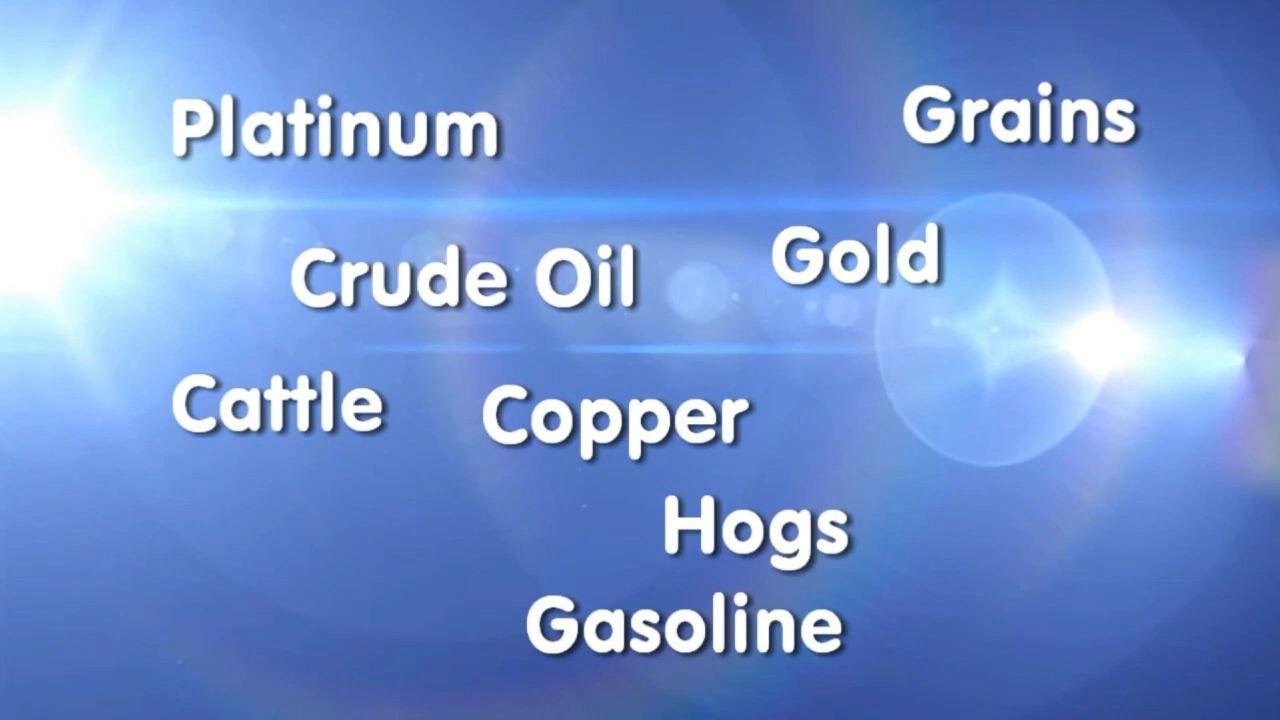 Platinum
Grains
Crude Oil
Gold
Cattle
Copper
Hogs
Gasoline